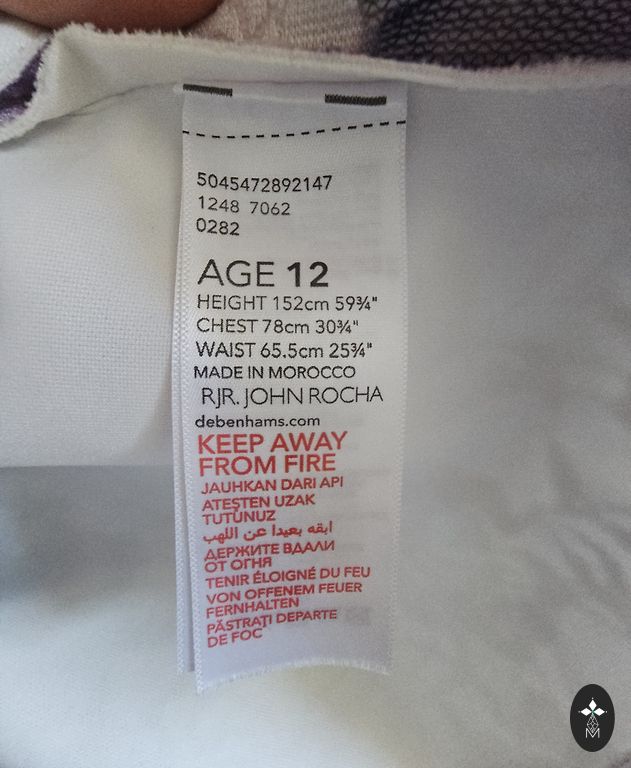 5045472892147
1248 7062
0282
AGE 12
HEIGHT 152cm 59¾"
CHEST 78cm 30¾"
WAIST 65.5cm 25¾"
MADE IN MOROCCO
RJR. JOHN ROCHA
debenhams.com
KEEP AWAY
FROM FIRE
JAUHKAN DARI API
ATEŞTEN UZAK
TUTUNUZ
ابقه بعيدا عن اللهب
ДЕРЖИТЕ ВДАЛИ
ОТ ОГНЯ
TENIR ÉLOIGNÉ DU FEU
VON OFFENEM FEUER
FERNHALTEN
PĂSTRAŢI DEPARTE
DE FOC
M